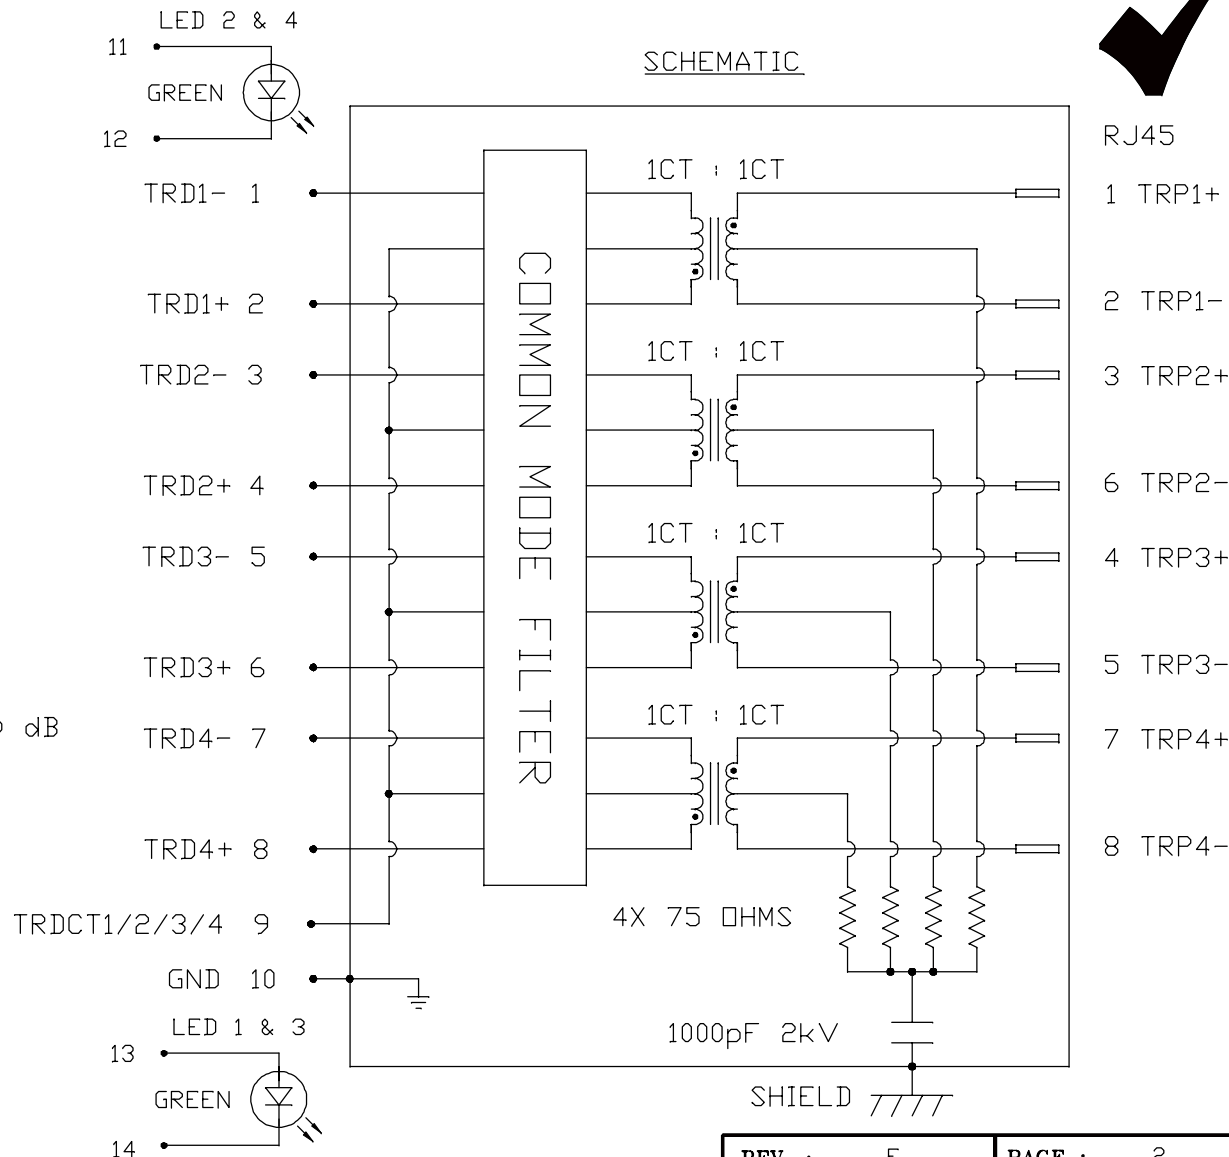 LED 2 & 4
11
GREEN
12
SCHEMATIC
RJ45
1CT : 1CT
TRD1- 1
1 TRP1+
TRD1+ 2
2 TRP1-
1CT : 1CT
TRD2- 3
3 TRP2+
TRD2+ 4
6 TRP2-
1CT : 1CT
TRD3- 5
4 TRP3+
TRD3+ 6
5 TRP3-
COMMON MODE FILTER
dB
1CT : 1CT
TRD4- 7
7 TRP4+
TRD4+ 8
8 TRP4-
4X 75 OHMS
TRDCT1/2/3/4 9
GND 10
LED 1 & 3
13
GREEN
14
1000pF 2kV
SHIELD
REV. :
PAGE : 2